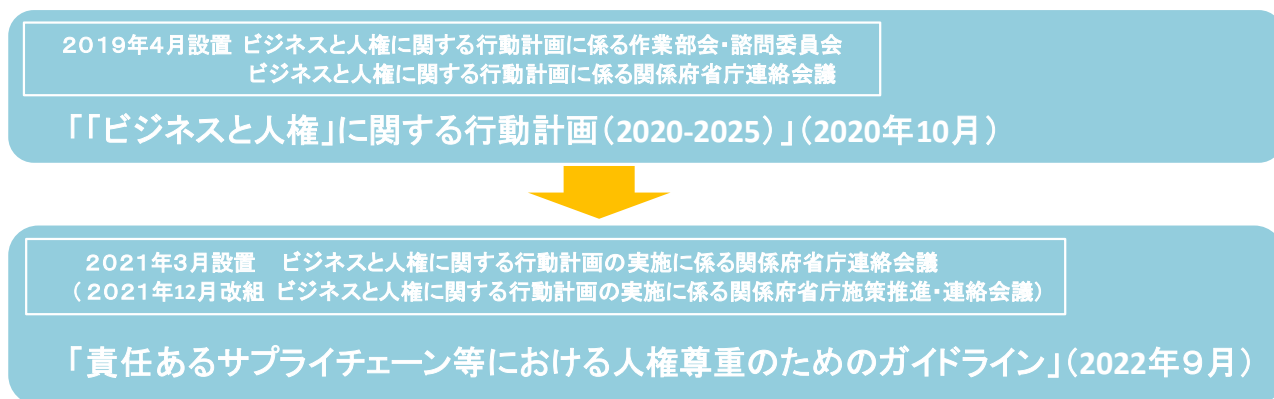 2019年4月設置 ビジネスと人権に関する行動計画に係る作業部会・諮問委員会
ビジネスと人権に関する行動計画に係る関係府省庁連絡会議
「「ビジネスと人権」に関する行動計画(2020-2025)」(2020年10月)
2021年3月設置　ビジネスと人権に関する行動計画の実施に係る関係府省庁連絡会議
(2021年12月改組 ビジネスと人権に関する行動計画の実施に係る関係府省庁施策推進・連絡会議)
「責任あるサプライチェーン等における人権尊重のためのガイドライン」(2022年9月)